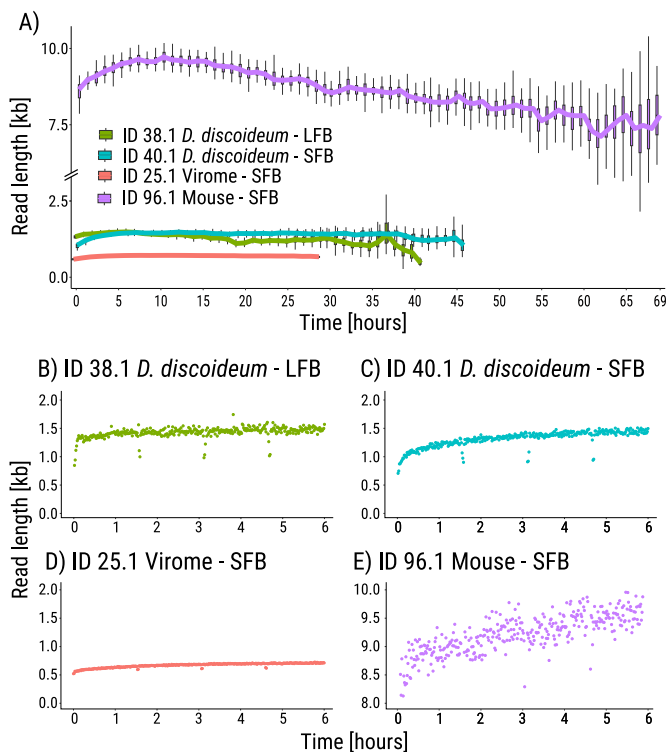 A)
Read length [kb]
10.0
7.5
2.5
0.0
ID 38.1 D. discoideum - LFB
ID 40.1 D. discoideum - SFB
ID 25.1 Virome - SFB
ID 96.1 Mouse - SFB
0 5 10 15 20 25 30 35 40 45 50 55 60 65 69
Time [hours]
B) ID 38.1 D. discoideum - LFB
2.0
1.5
1.0
0.5
0.0
0 1 2 3 4 5 6
C) ID 40.1 D. discoideum - SFB
2.0
1.5
1.0
0.5
0.0
0 1 2 3 4 5 6
Read length [kb]
D) ID 25.1 Virome - SFB
2.0
1.5
1.0
0.5
0.0
0 1 2 3 4 5 6
Time [hours]
E) ID 96.1 Mouse - SFB
10.0
9.5
9.0
8.5
8.0
0 1 2 3 4 5 6
Time [hours]